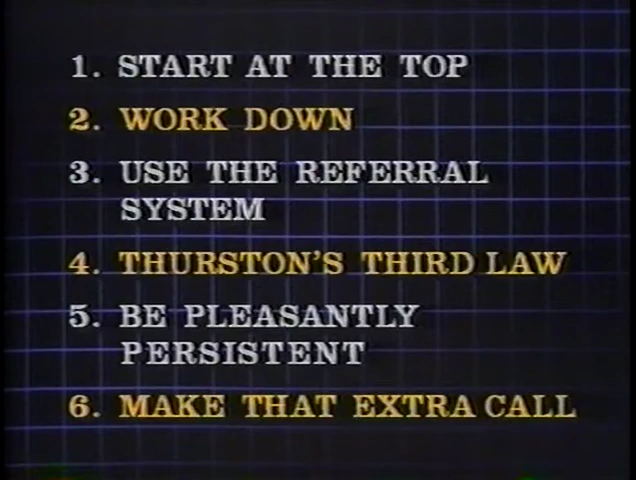 1. START AT THE TOP
2. WORK DOWN
3. USE THE REFERRAL
SYSTEM
4. THURSTON'S THIRD LAW
5. BE PLEASANTLY
PERSISTENT
6. MAKE THAT EXTRA CALL